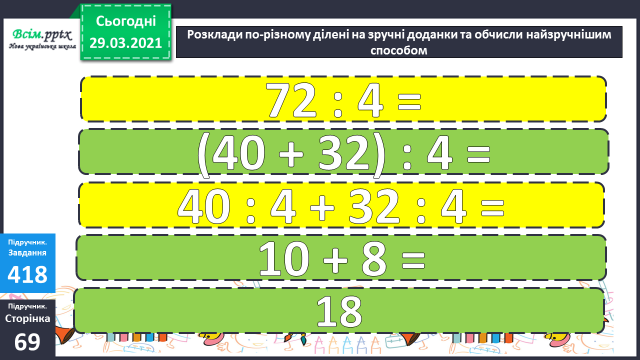 Всім.pptx
Нова українська школа
Сьогодні
29.03.2021
Розклади по-різному ділені на зручні доданки та обчисли найзручнішим
способом
72 : 4 =
(40 + 32) : 4 =
40 : 4 + 32 : 4 =
10 + 8 =
18
Підручник.
Завдання
418
Підручник.
Сторінка
69